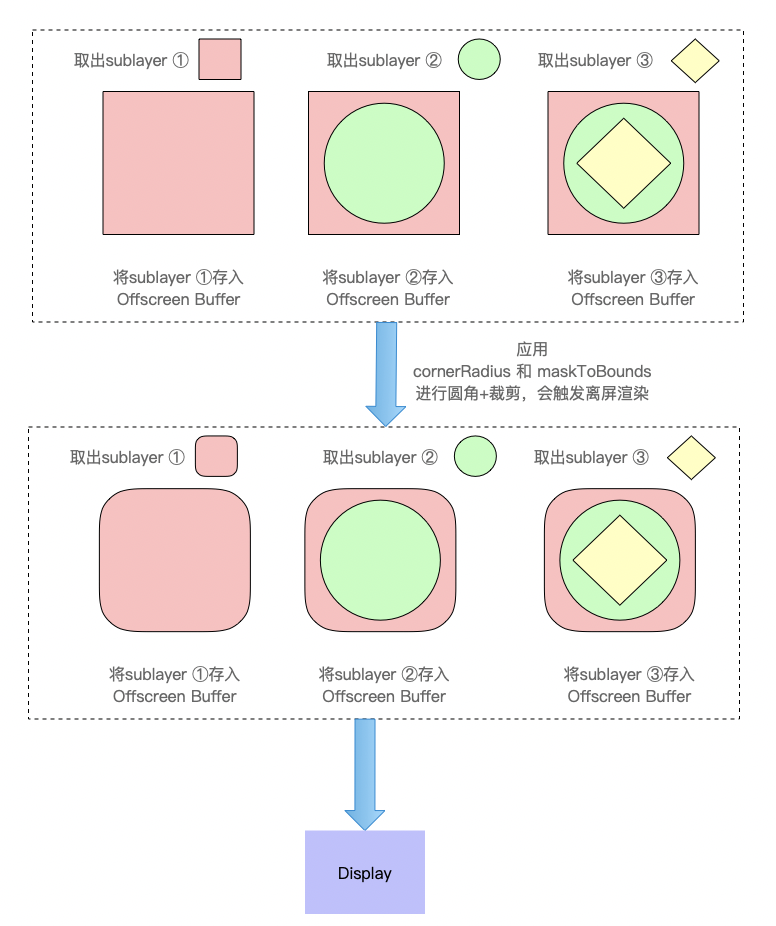 取出sublayer ①
取出sublayer ②
取出sublayer ③
将sublayer ①存入
Offscreen Buffer
将sublayer ②存入
Offscreen Buffer
将sublayer ③存入
Offscreen Buffer
应用
cornerRadius 和 maskToBounds
进行圆角+裁剪，会触发离屏渲染
取出sublayer ①
取出sublayer ②
取出sublayer ③
将sublayer ①存入
Offscreen Buffer
将sublayer ②存入
Offscreen Buffer
将sublayer ③存入
Offscreen Buffer
Display